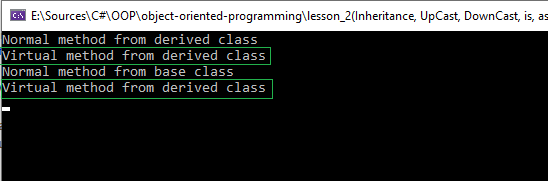 E:\Sources\C#\OOP\object-oriented-programming\lesson_2(Inheritance, UpCast, DownCast, is, as
Normal method from derived class
Virtual method from derived class
Normal method from base class
Virtual method from derived class